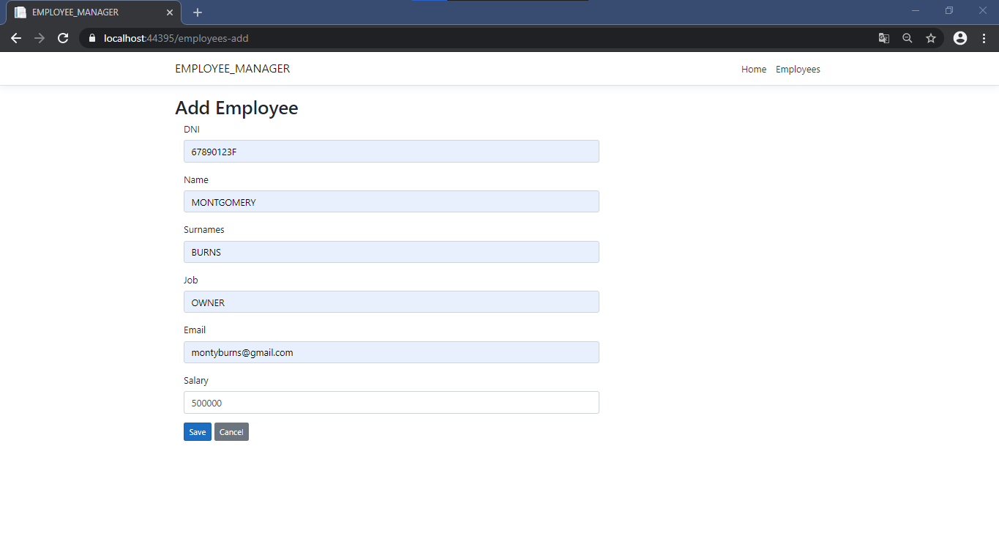 EMPLOYEE_MANAGER
localhost:44395/employees-add
EMPLOYEE_MANAGER Home Employees
Add Employee
DNI
67890123F
Name
MONTGOMERY
Surnames
BURNS
Job
OWNER
Email
montyburns@gmail.com
Salary
500000
Save Cancel